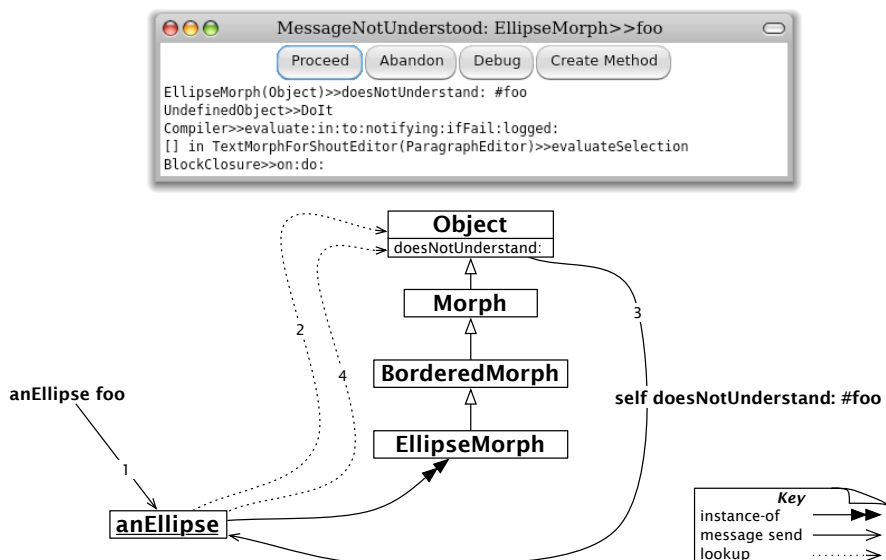 MessageNotUnderstood: EllipseMorph>>foo
Proceed Abandon Debug Create Method
EllipseMorph(Object)>>doesNotUnderstand: #foo
UndefinedObject>>DoIt
Compiler>>evaluate:in:to:notifying:ifFail:logged:
[] in TextMorphForShoutEditor(ParagraphEditor)>>evaluateSelection
BlockClosure>>on:do:
Object
doesNotUnderstand:
Morph
3
2
BorderedMorph
4
anEllipse foo
self doesNotUnderstand: #foo
EllipseMorph
1
anEllipse
Key
instance-of
message send
lookup